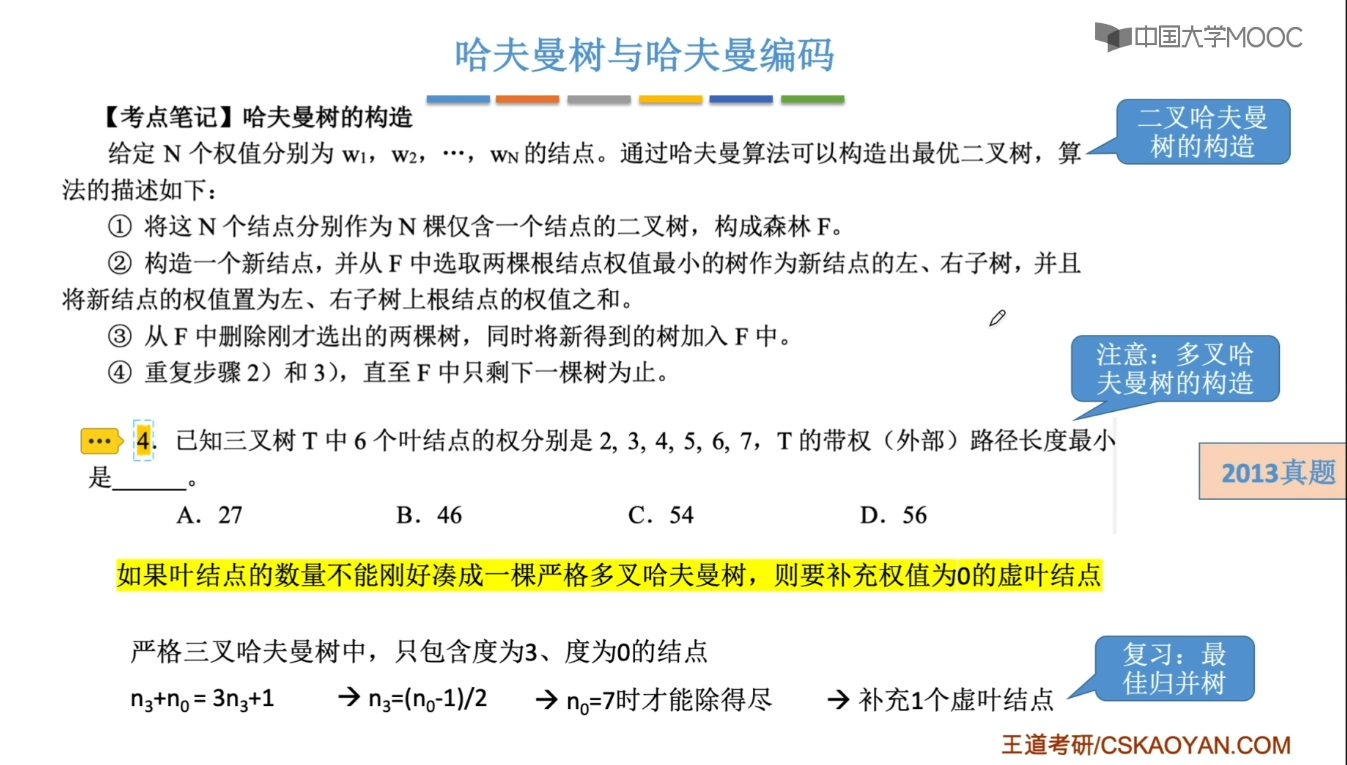 中国大学MOOC
哈夫曼树与哈夫曼编码
【考点笔记】哈夫曼树的构造
二叉哈夫曼
树的构造
给定 N 个权值分别为 w₁，w₂，…，wN 的结点。通过哈夫曼算法可以构造出最优二叉树，算
法的描述如下：
① 将这 N 个结点分别作为 N 棵仅含一个结点的二叉树，构成森林 F。
② 构造一个新结点，并从 F 中选取两棵根结点权值最小的树作为新结点的左、右子树，并且
将新结点的权值置为左、右子树上根结点的权值之和。
③ 从 F 中删除刚才选出的两棵树，同时将新得到的树加入 F 中。
④ 重复步骤 2）和 3），直至 F 中只剩下一棵树为止。
注意：多叉哈
夫曼树的构造
4. 已知三叉树 T 中 6 个叶结点的权分别是 2, 3, 4, 5, 6, 7，T 的带权（外部）路径长度最小
是______。
2013真题
A．27 B．46 C．54 D．56
如果叶结点的数量不能刚好凑成一棵严格多叉哈夫曼树，则要补充权值为0的虚叶结点
严格三叉哈夫曼树中，只包含度为3、度为0的结点
复习：最
佳归并树
n₃+n₀ = 3n₃+1 → n₃=(n₀-1)/2 → n₀=7时才能除得尽 → 补充1个虚叶结点
王道考研/CSKAOYAN.COM